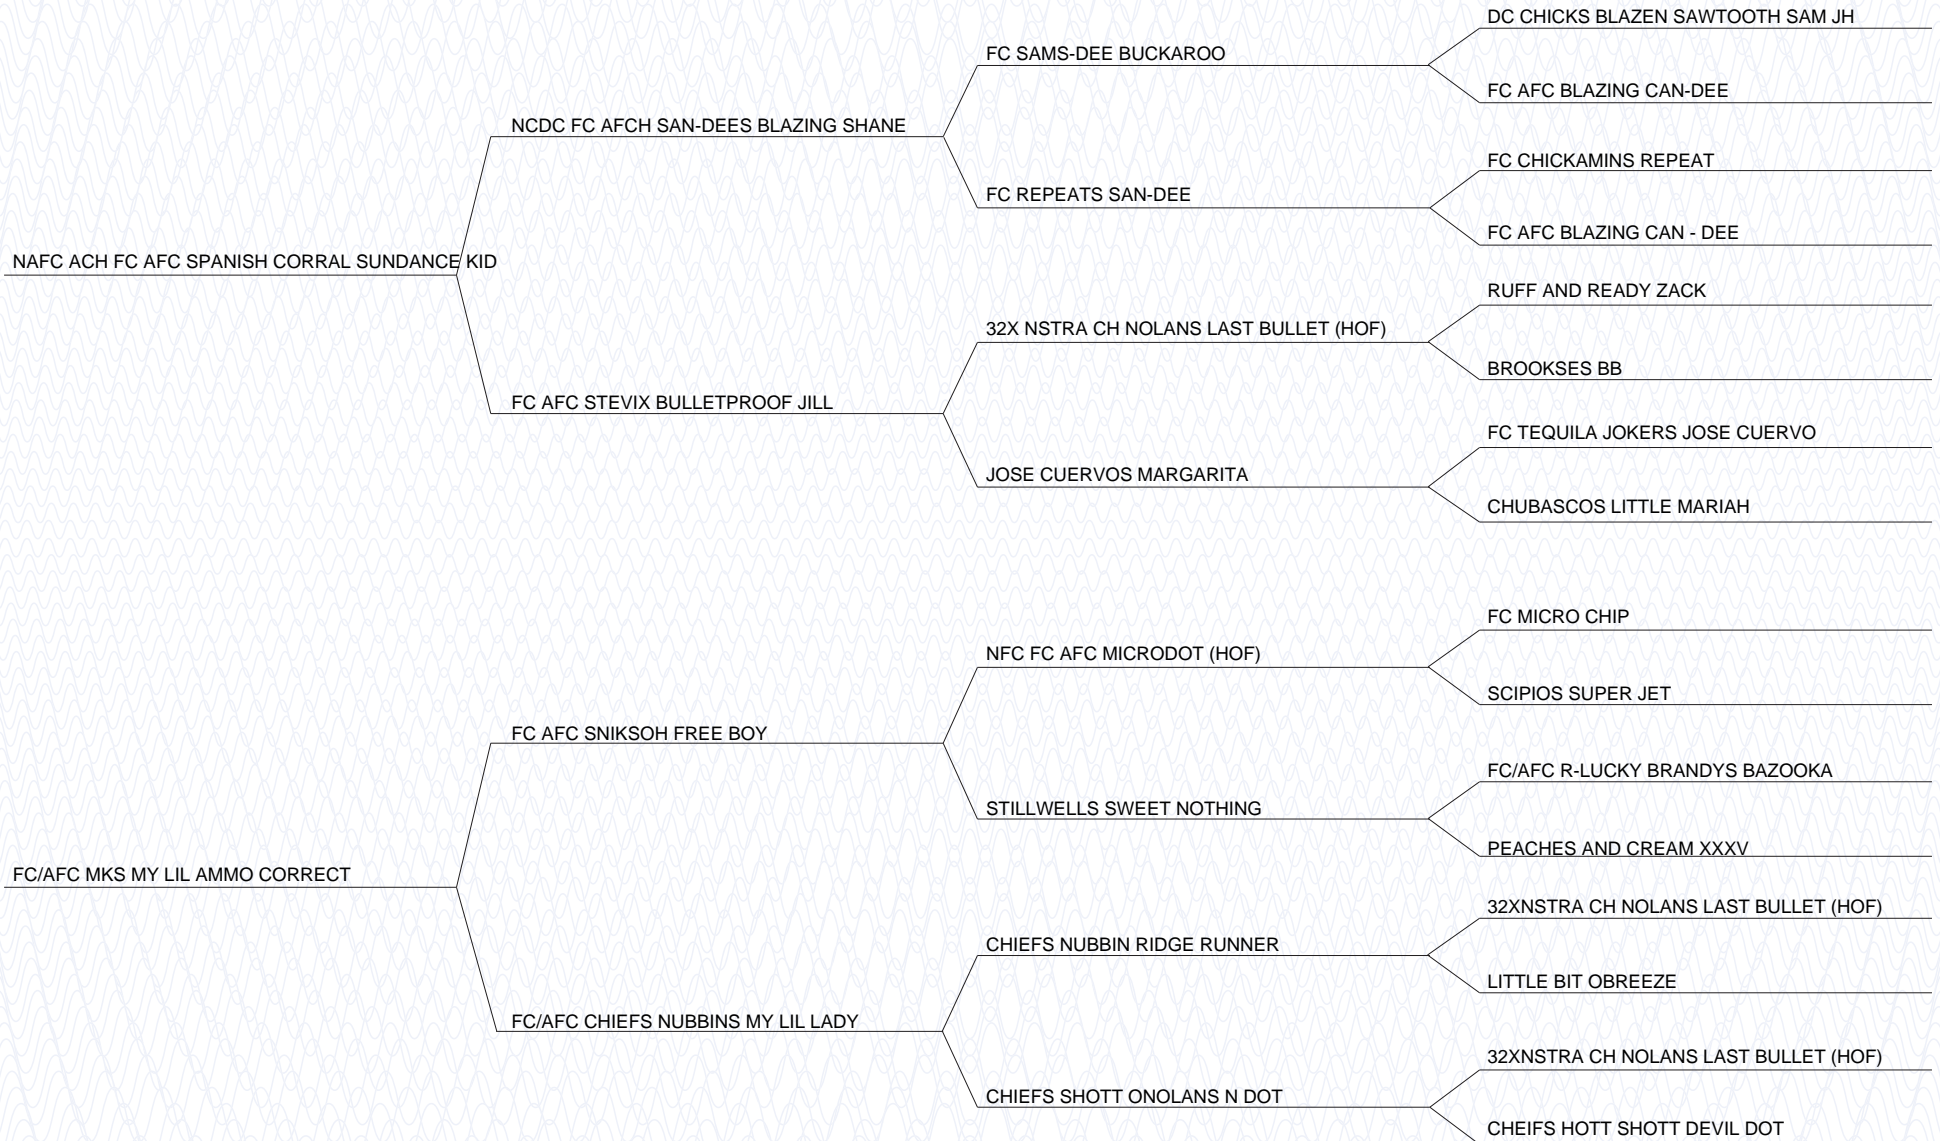 DC CHICKS BLAZEN SAWTOOTH SAM JH
FC SAMS-DEE BUCKAROO
FC AFC BLAZING CAN-DEE
NCDC FC AFCH SAN-DEES BLAZING SHANE
FC CHICKAMINS REPEAT
FC REPEATS SAN-DEE
FC AFC BLAZING CAN - DEE
NAFC ACH FC AFC SPANISH CORRAL SUNDANCE KID
RUFF AND READY ZACK
32X NSTRA CH NOLANS LAST BULLET (HOF)
BROOKSES BB
FC AFC STEVIX BULLETPROOF JILL
FC TEQUILA JOKERS JOSE CUERVO
JOSE CUERVOS MARGARITA
CHUBASCOS LITTLE MARIAH
FC MICRO CHIP
NFC FC AFC MICRODOT (HOF)
SCIPIOS SUPER JET
FC AFC SNIKSOH FREE BOY
FC/AFC R-LUCKY BRANDYS BAZOOKA
STILLWELLS SWEET NOTHING
PEACHES AND CREAM XXXV
FC/AFC MKS MY LIL AMMO CORRECT
32XNSTRA CH NOLANS LAST BULLET (HOF)
CHIEFS NUBBIN RIDGE RUNNER
LITTLE BIT OBREEZE
FC/AFC CHIEFS NUBBINS MY LIL LADY
32XNSTRA CH NOLANS LAST BULLET (HOF)
CHIEFS SHOTT ONOLANS N DOT
CHEIFS HOTT SHOTT DEVIL DOT